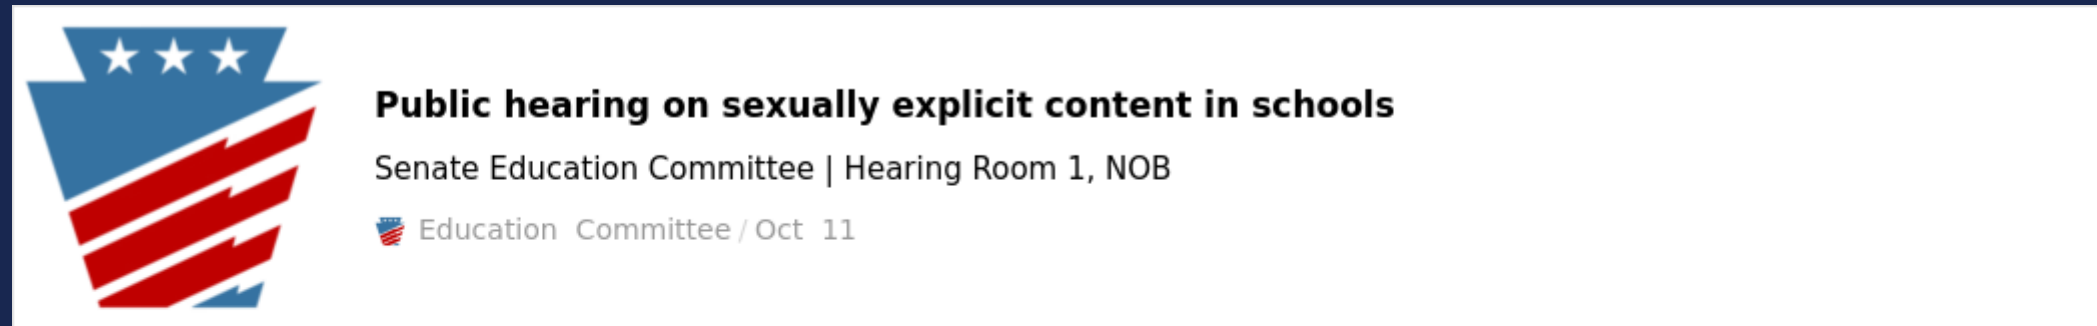 Public hearing on sexually explicit content in schools
Senate Education Committee | Hearing Room 1, NOB
Education Committee / Oct 11